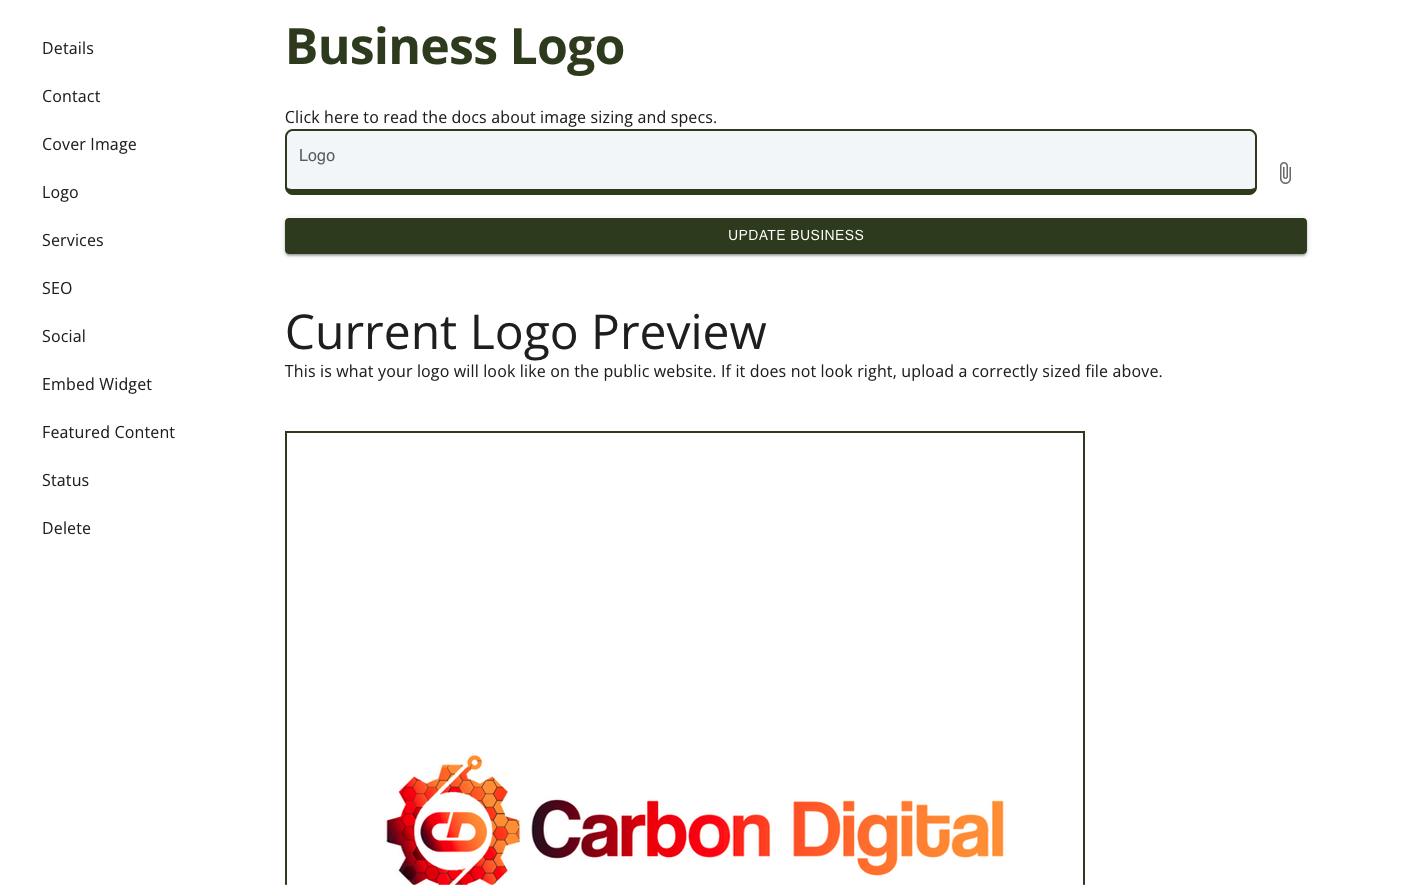 Details
Contact
Cover Image
Logo
Services
SEO
Social
Embed Widget
Featured Content
Status
Delete
Business Logo
Click here to read the docs about image sizing and specs.
Logo
UPDATE BUSINESS
Current Logo Preview
This is what your logo will look like on the public website. If it does not look right, upload a correctly sized file above.
CD
Carbon Digital